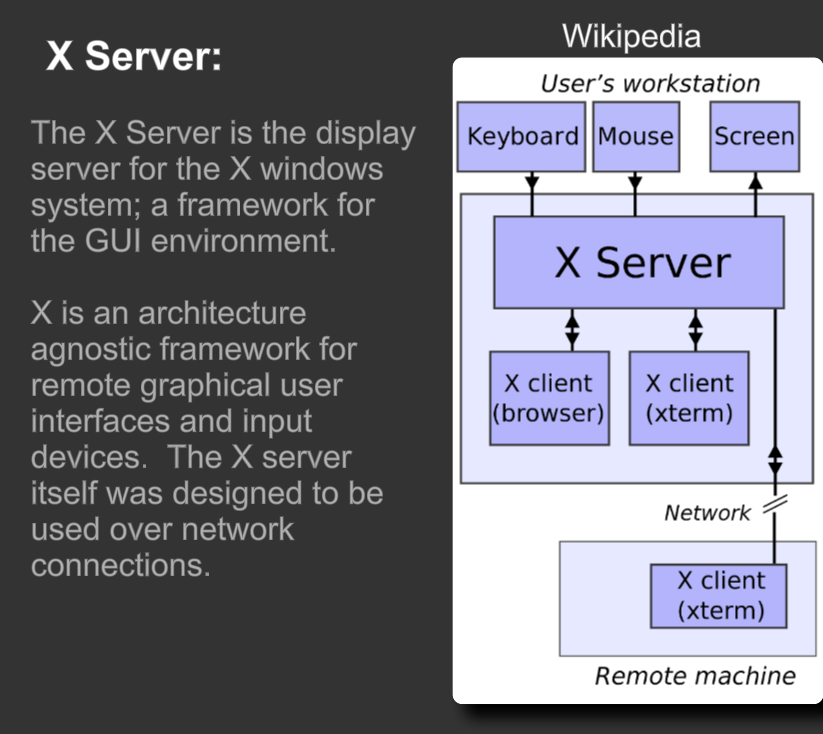 X Server:
The X Server is the display
server for the X windows
system; a framework for
the GUI environment.
X is an architecture
agnostic framework for
remote graphical user
interfaces and input
devices.  The X server
itself was designed to be
used over network
connections.
Wikipedia
User’s workstation
Keyboard
Mouse
Screen
X Server
X client
(browser)
X client
(xterm)
Network
X client
(xterm)
Remote machine